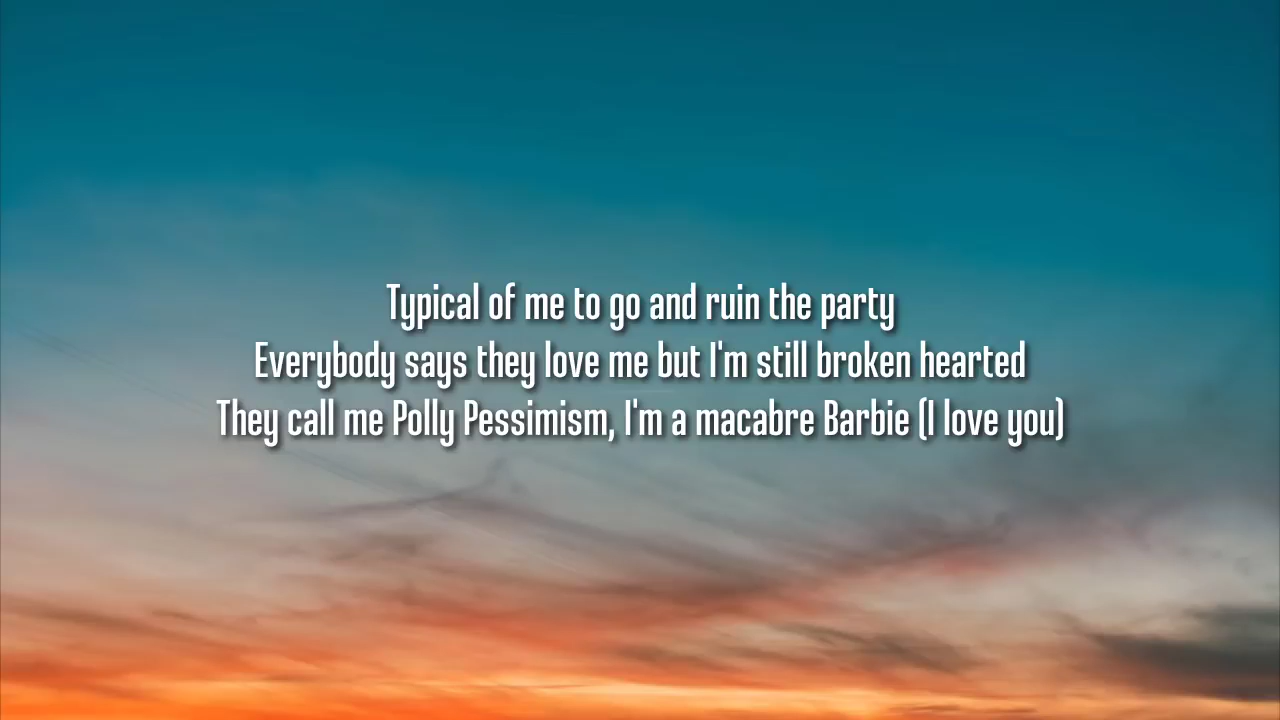 Typical of me to go and ruin the party
Everybody says they love me but I'm still broken hearted
They call me Polly Pessimism, I'm a macabre Barbie (I love you)